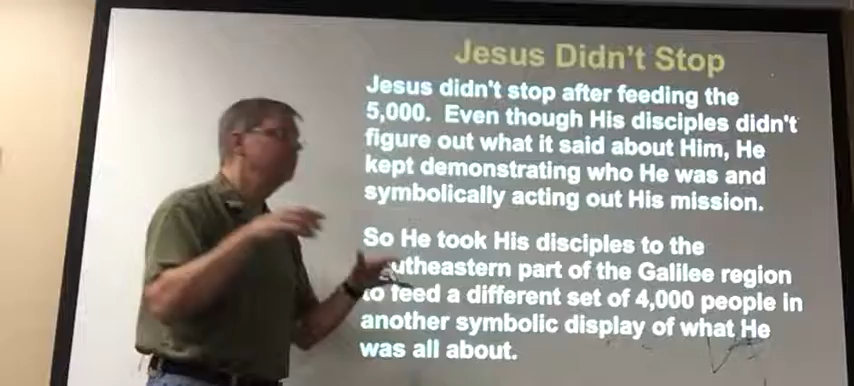 Jesus Didn't Stop
Jesus didn't stop after feeding the
5,000. Even though His disciples didn't
figure out what it said about Him, He
kept demonstrating who He was and
symbolically acting out His mission.
So He took His disciples to the
utheastern part of the Galilee region
to feed a different set of 4,000 people in
another symbolic display of what He
was all about.